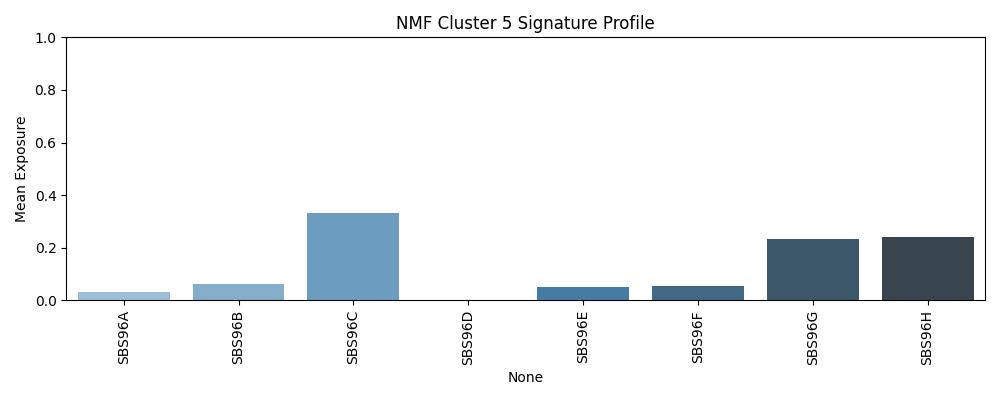 NMF Cluster 5 Signature Profile
1.0
0.8
0.6
0.4
0.2
0.0
Mean Exposure
SBS96A
SBS96B
SBS96C
SBS96D
SBS96E
SBS96F
SBS96G
SBS96H
None